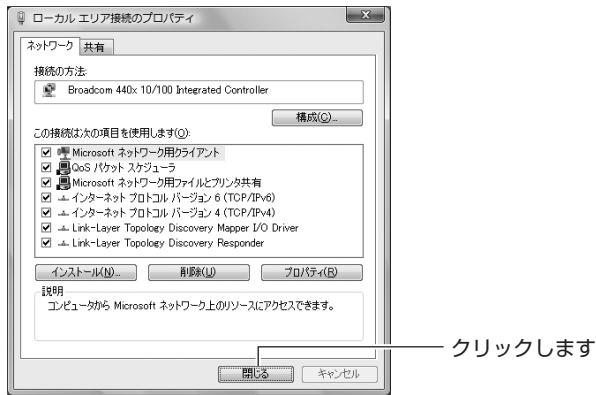 ローカル エリア接続のプロパティ
ネットワーク 共有
接続の方法:
Broadcom 440x 10/100 Integrated Controller
構成(C)...
この接続は次の項目を使用します(O):
Microsoft ネットワーク用クライアント
QoS パケット スケジューラ
Microsoft ネットワーク用ファイルとプリンタ共有
インターネット プロトコル バージョン 6 (TCP/IPv6)
インターネット プロトコル バージョン 4 (TCP/IPv4)
Link-Layer Topology Discovery Mapper I/O Driver
Link-Layer Topology Discovery Responder
インストール(N)... 削除(U) プロパティ(R)
説明
コンピュータから Microsoft ネットワーク上のリソースにアクセスできます。
クリックします
閉じる キャンセル